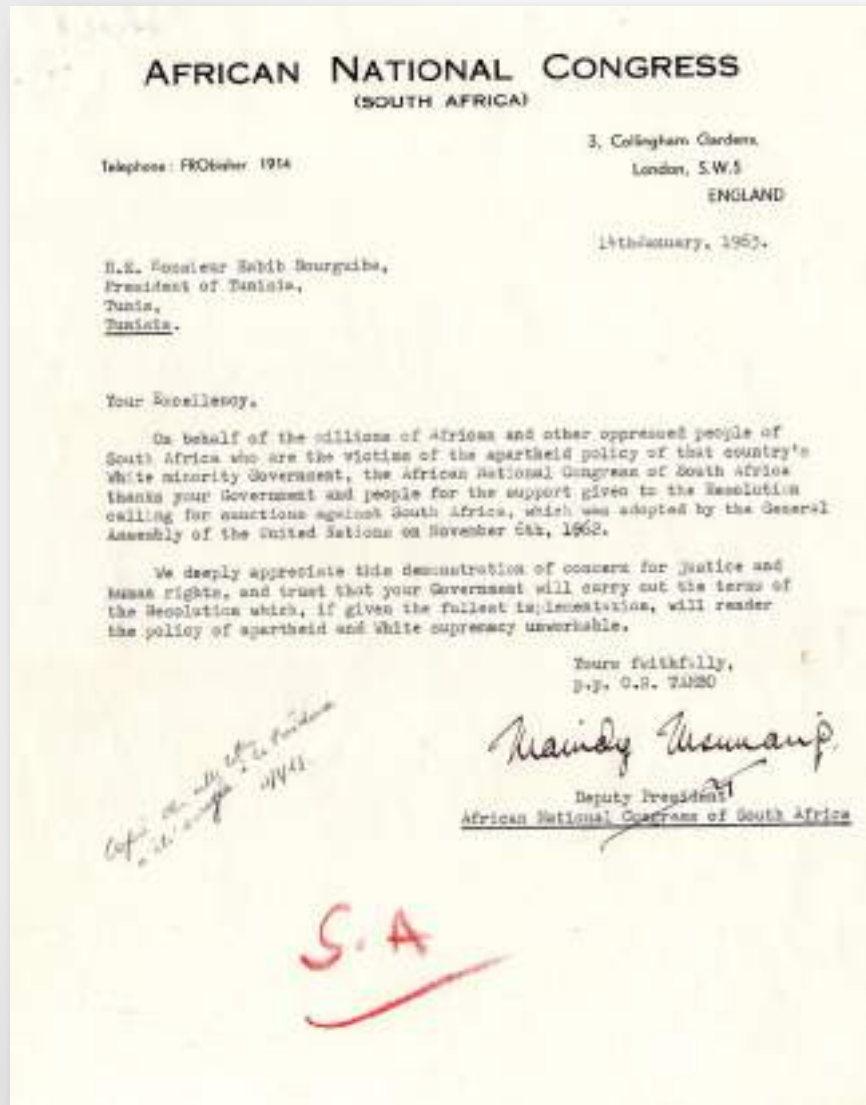 AFRICAN NATIONAL CONGRESS
(SOUTH AFRICA)
Telephone: FRObisher 1914
3, Collingham Gardens,
London, S.W.5
ENGLAND
14thJanuary, 1963.
H.E. Monsieur Habib Bourguiba,
President of Tunisia,
Tunis,
Tunisia.
Your Excellency,
On behalf of the millions of African and other oppressed people of
South Africa who are the victims of the apartheid policy of that country's
White minority Government, the African National Congress of South Africa
thanks your Government and people for the support given to the Resolution
calling for sanctions against South Africa, which was adopted by the General
Assembly of the United Nations on November 6th, 1962.
We deeply appreciate this demonstration of concern for justice and
human rights, and trust that your Government will carry out the terms of
the Resolution which, if given the fullest implementation, will render
the policy of apartheid and White supremacy unworkable.
Yours faithfully,
p.p. O.R. TAMBO
Mendy Msimang
Deputy President
African National Congress of South Africa
S.A